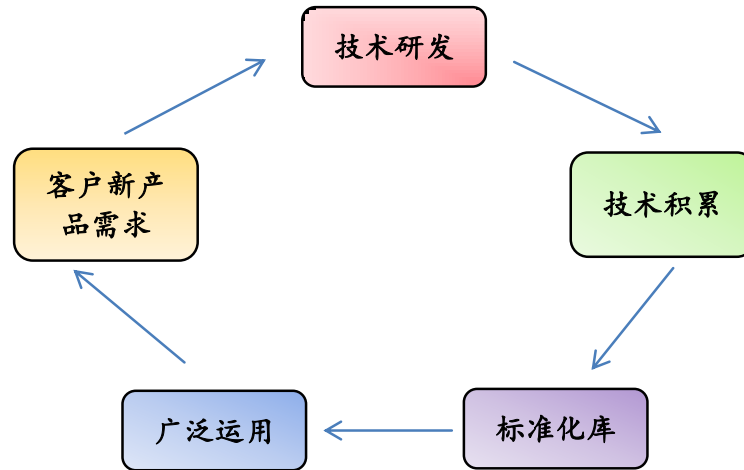 技术研发
客户新产
品需求
技术积累
广泛运用
标准化库